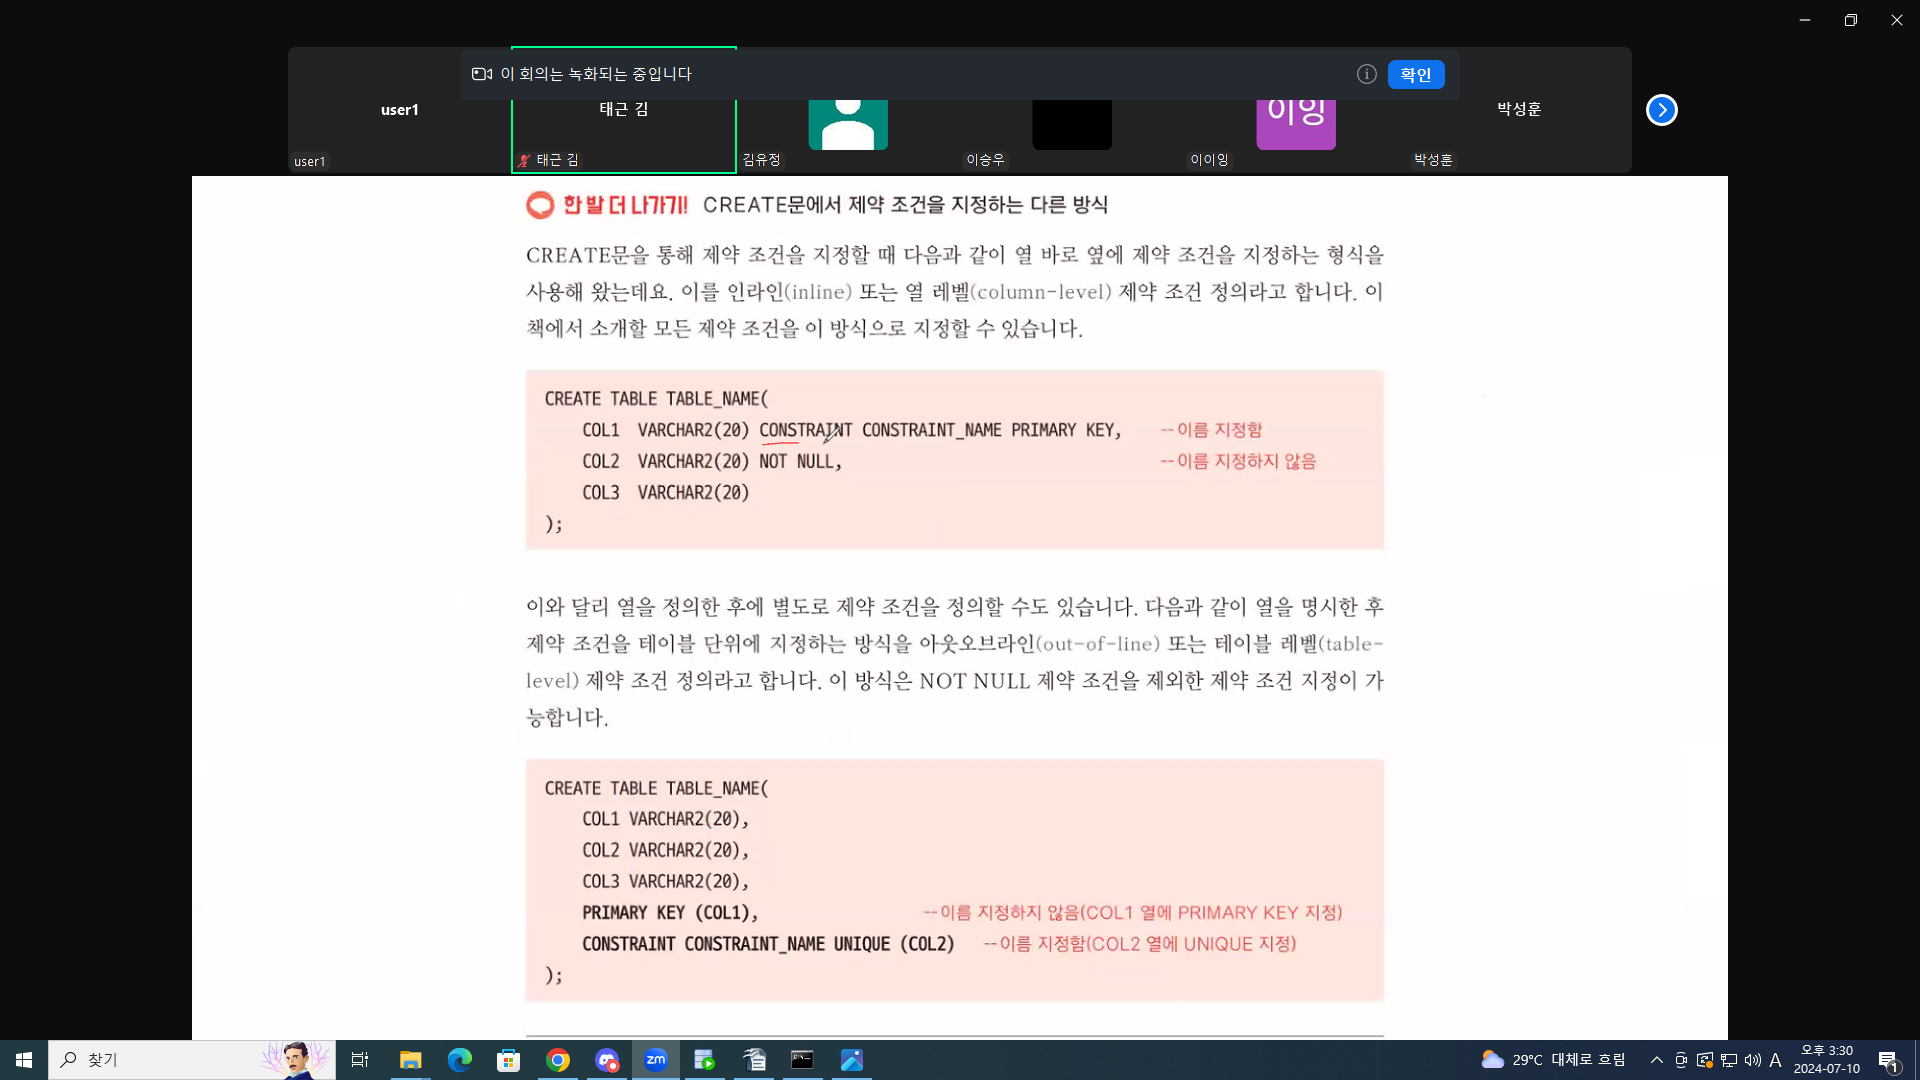 이 회의는 녹화되는 중입니다
확인
user1
태근 김
이잉
박성훈
user1
태근 김
김유정
이승우
이이잉
박성훈
한 발 더 나가기!! CREATE문에서 제약 조건을 지정하는 다른 방식
CREATE문을 통해 제약 조건을 지정할 때 다음과 같이 열 바로 옆에 제약 조건을 지정하는 형식을
사용해 왔는데요. 이를 인라인(inline) 또는 열 레벨(column-level) 제약 조건 정의라고 합니다. 이
책에서 소개할 모든 제약 조건을 이 방식으로 지정할 수 있습니다.
CREATE TABLE TABLE_NAME(
COL1 VARCHAR2(20) CONSTRAINT CONSTRAINT_NAME PRIMARY KEY, --이름 지정함
COL2 VARCHAR2(20) NOT NULL, --이름 지정하지 않음
COL3 VARCHAR2(20)
);
이와 달리 열을 정의한 후에 별도로 제약 조건을 정의할 수도 있습니다. 다음과 같이 열을 명시한 후
제약 조건을 테이블 단위에 지정하는 방식을 아웃오브라인(out-of-line) 또는 테이블 레벨(table-
level) 제약 조건 정의라고 합니다. 이 방식은 NOT NULL 제약 조건을 제외한 제약 조건 지정이 가
능합니다.
CREATE TABLE TABLE_NAME(
COL1 VARCHAR2(20),
COL2 VARCHAR2(20),
COL3 VARCHAR2(20),
PRIMARY KEY (COL1), --이름 지정하지 않음(COL1 열에 PRIMARY KEY 지정)
CONSTRAINT CONSTRAINT_NAME UNIQUE (COL2) --이름 지정함(COL2 열에 UNIQUE 지정)
);
찾기
zm
29℃ 대체로 흐림
A
오후 3:30
2024-07-10
1